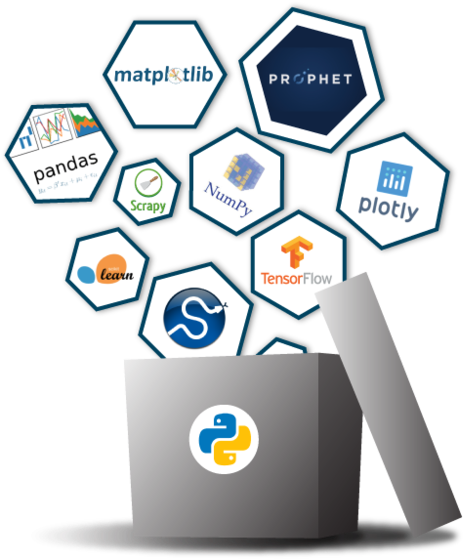 matplotlib
PROPHET
pandas
Scrapy
NumPy
plotly
learn
TensorFlow